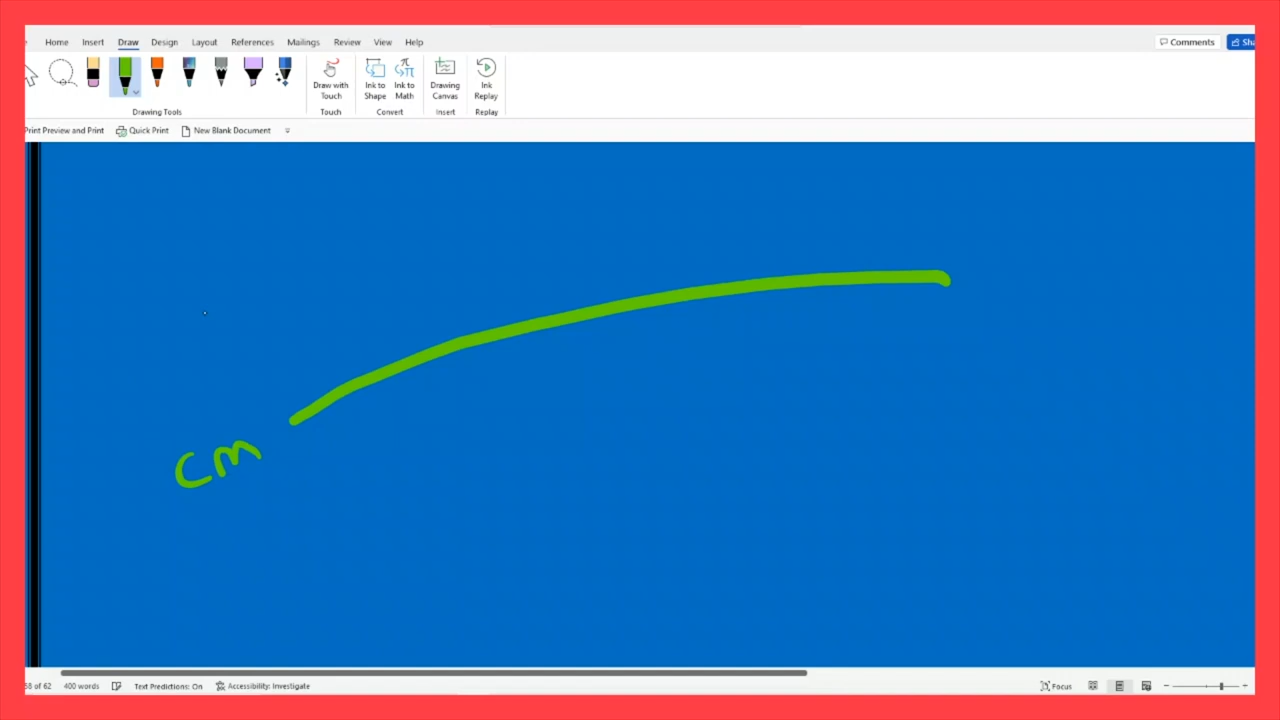 Home Insert Draw Design Layout References Mailings Review View Help
Comments
Draw with Touch
Ink to Shape
Ink to Math
Drawing Canvas
Ink Replay
Drawing Tools
Touch
Convert
Insert
Replay
Print Preview and Print Quick Print New Blank Document
Cm
of 62 400 words Text Predictions: On Accessibility: Investigate
Focus